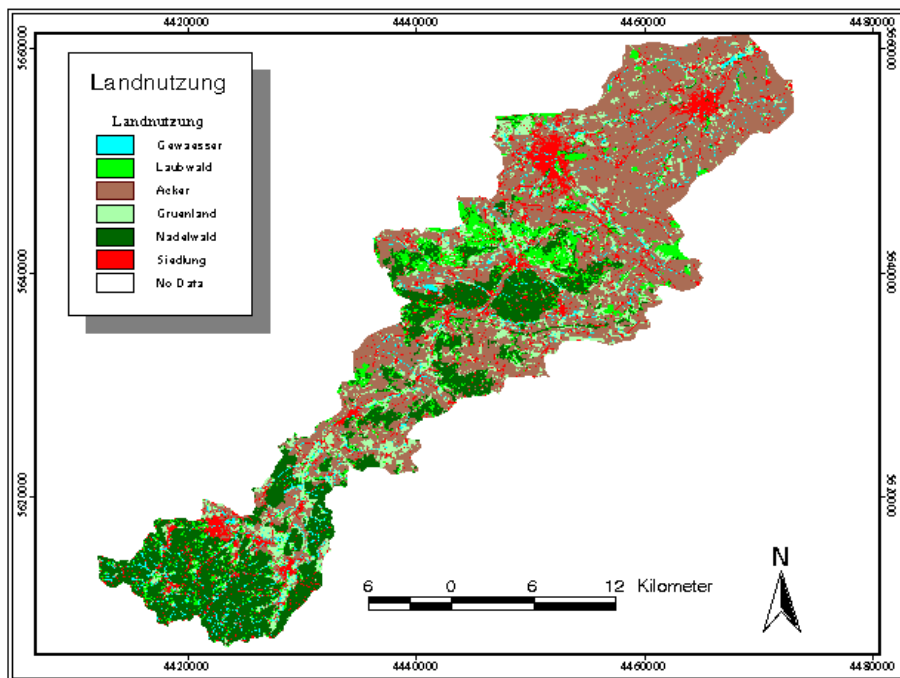 4420000 4440000 4460000 4480000
5660000 5660000
Landnutzung
Landnutzung
Gewaesser
Laubwald
Acker
Gruenland
Nadelwald
Siedlung
No Data
5640000 5640000
5620000 5620000
N
6 0 6 12 Kilometer
4420000 4440000 4460000 4480000